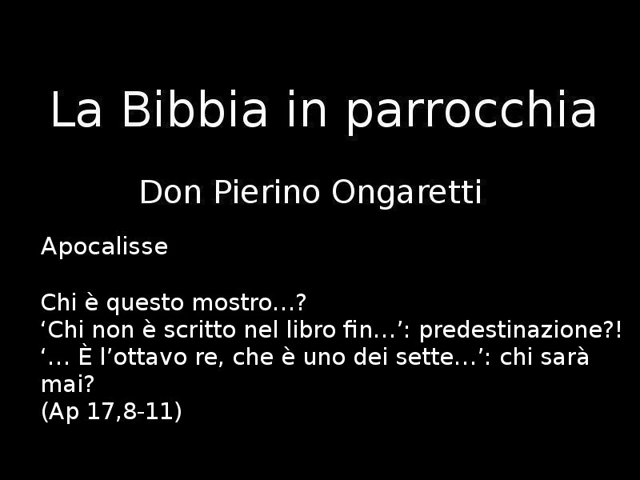 La Bibbia in parrocchia
Don Pierino Ongaretti
Apocalisse
Chi è questo mostro…?
‘Chi non è scritto nel libro fin…’: predestinazione?!
‘… È l’ottavo re, che è uno dei sette…’: chi sarà
mai?
(Ap 17,8-11)